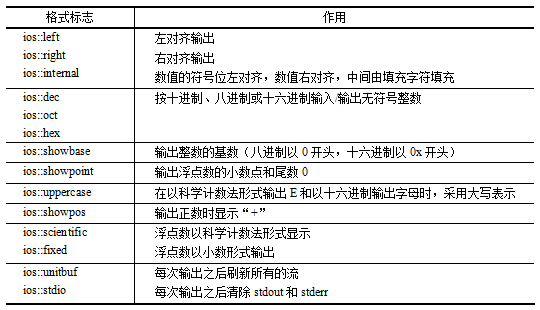 格式标志 作用
ios::left 左对齐输出
ios::right 右对齐输出
ios::internal 数值的符号位左对齐，数值右对齐，中间由填充字符填充
ios::dec 按十进制、八进制或十六进制输入/输出无符号整数
ios::oct
ios::hex
ios::showbase 输出整数的基数（八进制以 0 开头，十六进制以 0x 开头）
ios::showpoint 输出浮点数的小数点和尾数 0
ios::uppercase 在以科学计数法形式输出 E 和以十六进制输出字母时，采用大写表示
ios::showpos 输出正数时显示“+”
ios::scientific 浮点数以科学计数法形式显示
ios::fixed 浮点数以小数形式输出
ios::unitbuf 每次输出之后刷新所有的流
ios::stdio 每次输出之后清除 stdout 和 stderr